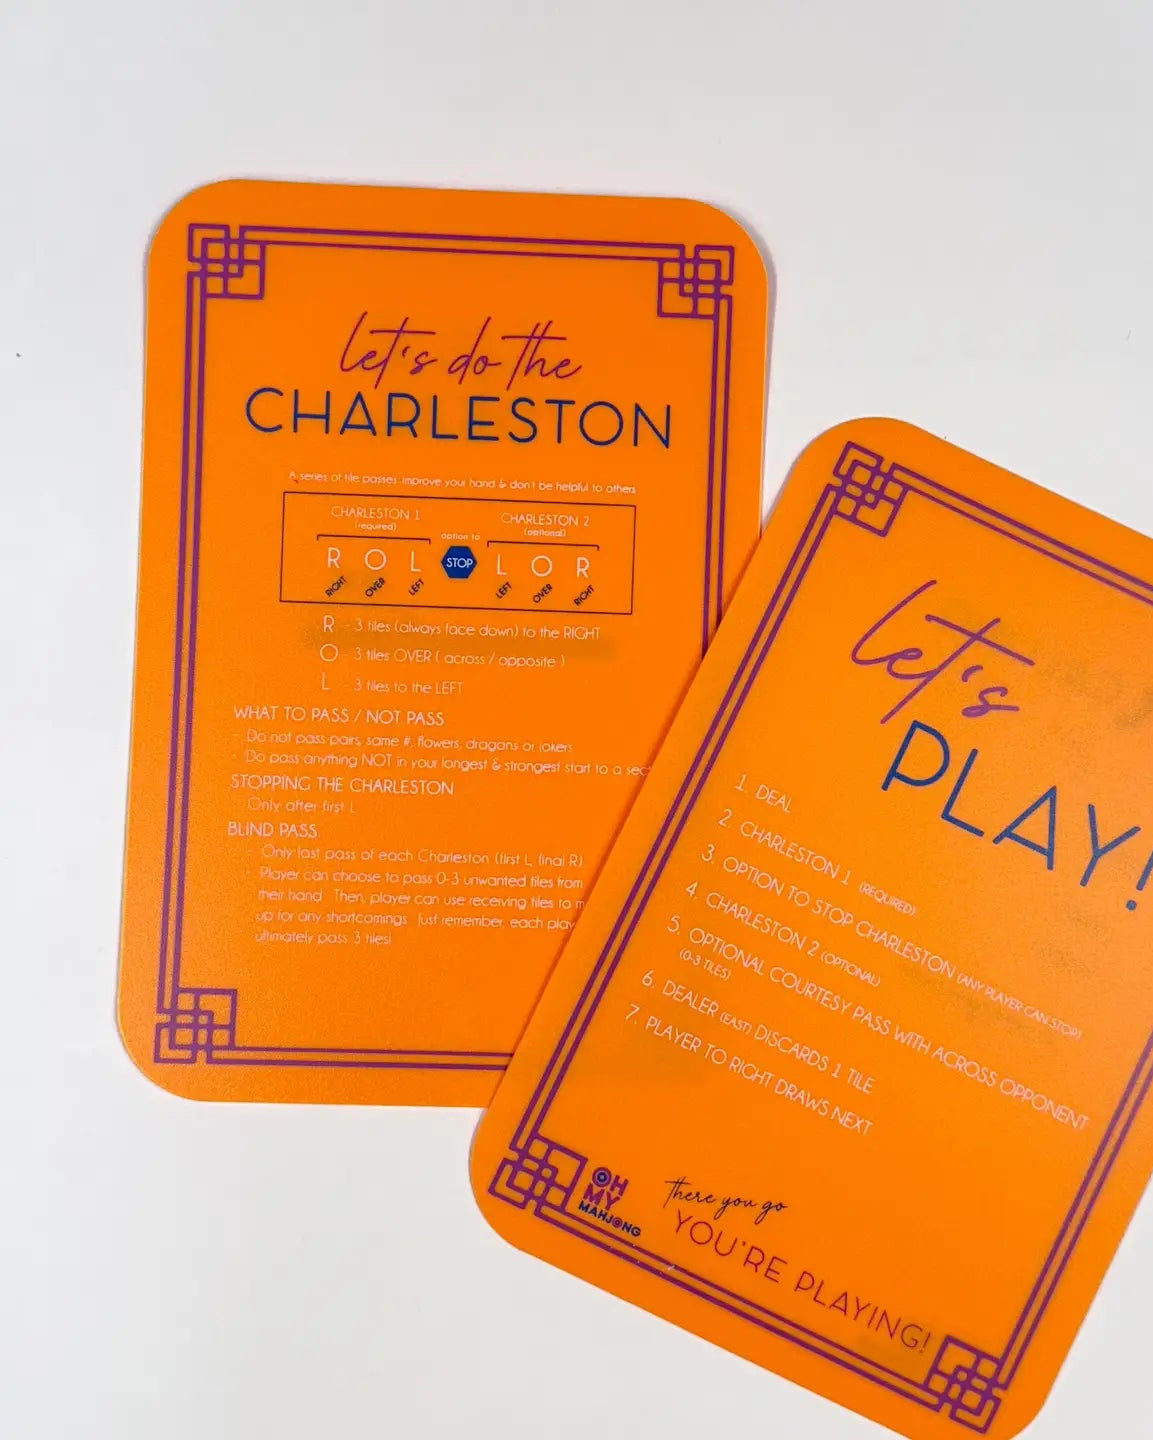 let's do the
CHARLESTON
A series of tile passes: improve your hand & don't be helpful to others
CHARLESTON 1
(required)
option to
CHARLESTON 2
(optional)
R O L STOP L O R
RIGHT OVER LEFT LEFT OVER RIGHT
R - 3 tiles (always face down) to the RIGHT
O - 3 tiles OVER ( across / opposite )
L - 3 tiles to the LEFT
WHAT TO PASS / NOT PASS
· Do not pass pairs, same #, flowers, dragons or jokers
· Do pass anything NOT in your longest & strongest start to a
STOPPING THE CHARLESTON
· Only after first L
BLIND PASS
· Only last pass of each Charleston (first L, final R)
· Player can choose to pass 0-3 unwanted tiles from
their hand. Then, player can use receiving tiles to
up for any shortcomings. Just remember, each
ultimately pass 3 tiles!
let's
PLAY!
1. DEAL
2. CHARLESTON 1 (REQUIRED)
3. OPTION TO STOP CHARLESTON (ANY PLAYER CAN STOP)
4. CHARLESTON 2 (OPTIONAL)
5. OPTIONAL COURTESY PASS WITH ACROSS OPPONENT
(0-3 TILES)
6. DEALER (EAST) DISCARDS 1 TILE
7. PLAYER TO RIGHT DRAWS NEXT
OH
MY
MAHJONG
there you go
YOU'RE PLAYING!